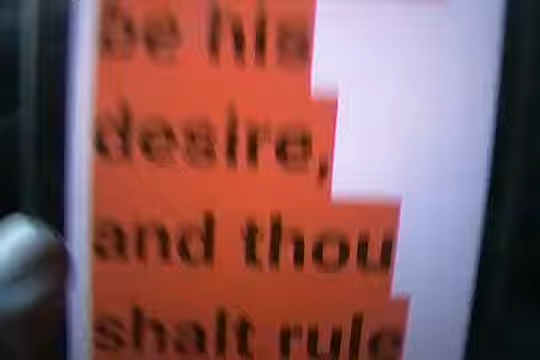 be his
desire,
and thou
shalt rule